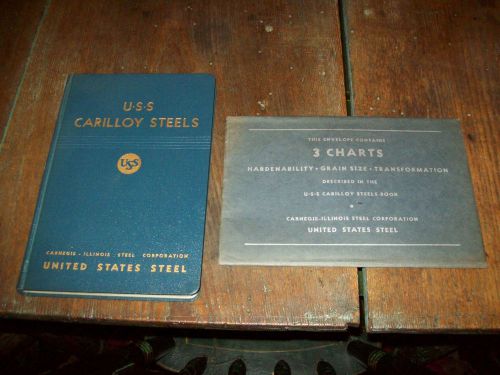 U·S·S
CARILLOY STEELS
USS
CARNEGIE - ILLINOIS STEEL CORPORATION
UNITED STATES STEEL
THIS ENVELOPE CONTAINS
3 CHARTS
HARDENABILITY · GRAIN SIZE · TRANSFORMATION
DESCRIBED IN THE
U·S·S CARILLOY STEELS BOOK
CARNEGIE-ILLINOIS STEEL CORPORATION
UNITED STATES STEEL